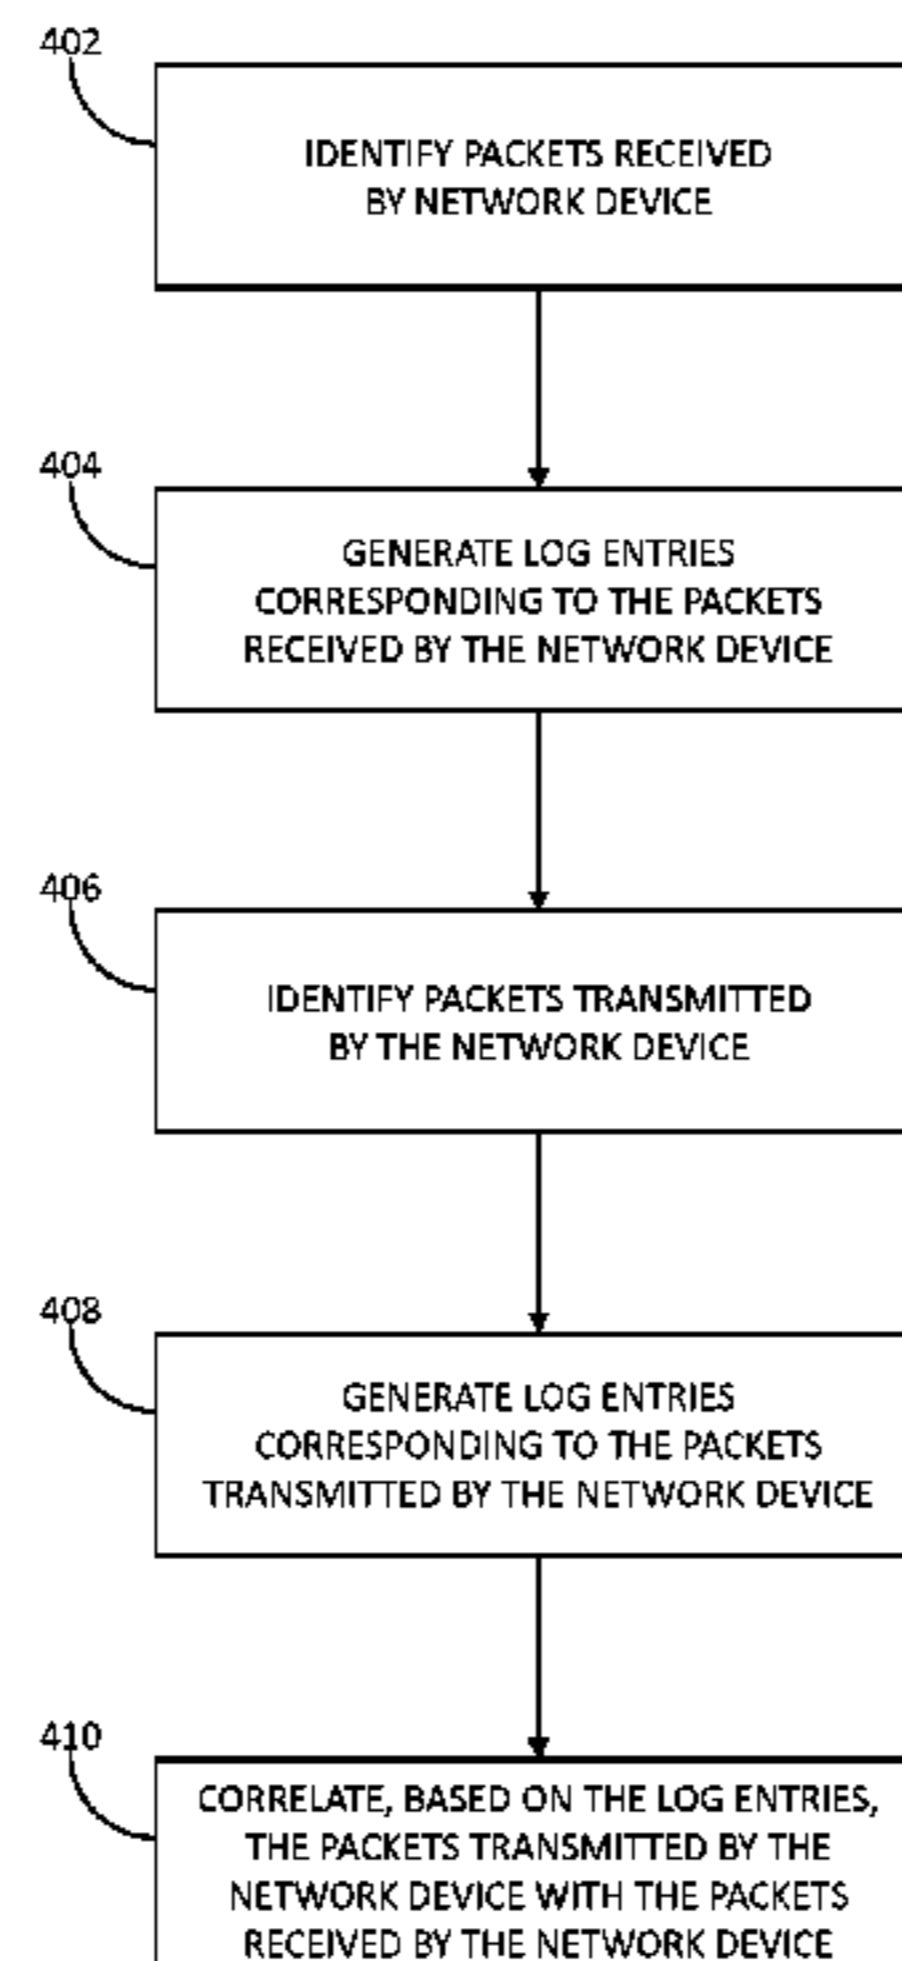 402
IDENTIFY PACKETS RECEIVED
BY NETWORK DEVICE
404
GENERATE LOG ENTRIES
CORRESPONDING TO THE PACKETS
RECEIVED BY THE NETWORK DEVICE
406
IDENTIFY PACKETS TRANSMITTED
BY THE NETWORK DEVICE
408
GENERATE LOG ENTRIES
CORRESPONDING TO THE PACKETS
TRANSMITTED BY THE NETWORK DEVICE
410
CORRELATE, BASED ON THE LOG ENTRIES,
THE PACKETS TRANSMITTED BY THE
NETWORK DEVICE WITH THE PACKETS
RECEIVED BY THE NETWORK DEVICE